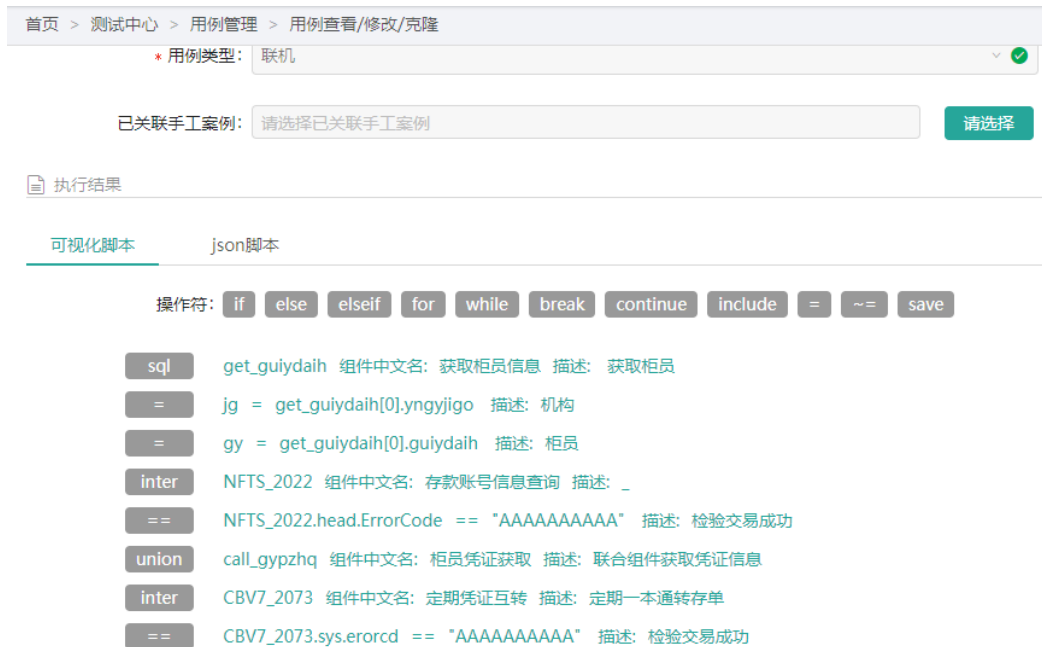 首页 > 测试中心 > 用例管理 > 用例查看/修改/克隆
* 用例类型: 联机
已关联手工案例: 请选择已关联手工案例 请选择
执行结果
可视化脚本 json脚本
操作符: if else elseif for while break continue include = ~= save
sql get_guiydaih 组件中文名: 获取柜员信息 描述: 获取柜员
= jg = get_guiydaih[0].yngyjigo 描述: 机构
= gy = get_guiydaih[0].guiydaih 描述: 柜员
inter NFTS_2022 组件中文名: 存款账号信息查询 描述: _
== NFTS_2022.head.ErrorCode == "AAAAAAAAAA" 描述: 检验交易成功
union call_gypzhq 组件中文名: 柜员凭证获取 描述: 联合组件获取凭证信息
inter CBV7_2073 组件中文名: 定期凭证互转 描述: 定期一本通转存单
== CBV7_2073.sys.erorcd == "AAAAAAAAAA" 描述: 检验交易成功